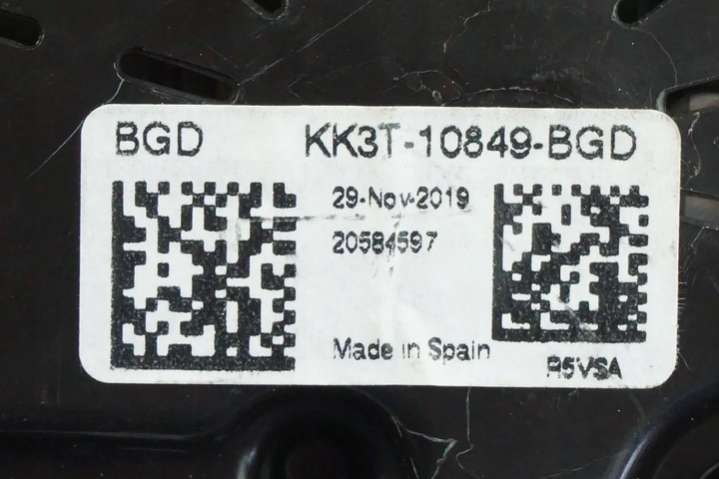 BGD KK3T-10849-BGD
29-Nov-2019
20584597
Made in Spain
R5VSA